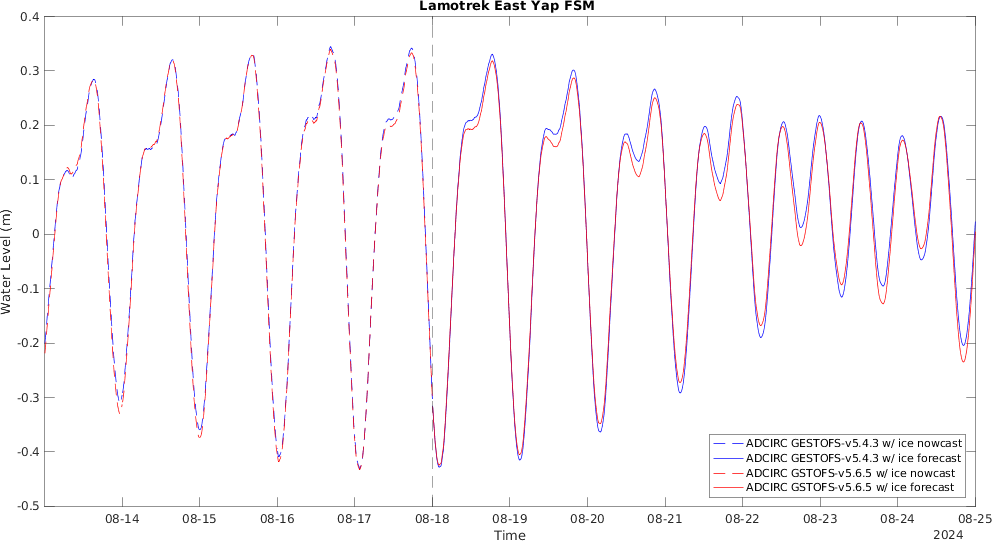 Lamotrek East Yap FSM
0.4
0.3
0.2
0.1
0
-0.1
-0.2
-0.3
-0.4
-0.5
Water Level (m)
ADCIRC GESTOFS-v5.4.3 w/ ice nowcast
ADCIRC GESTOFS-v5.4.3 w/ ice forecast
ADCIRC GSTOFS-v5.6.5 w/ ice nowcast
ADCIRC GSTOFS-v5.6.5 w/ ice forecast
08-14 08-15 08-16 08-17 08-18 08-19 08-20 08-21 08-22 08-23 08-24 08-25
Time
2024